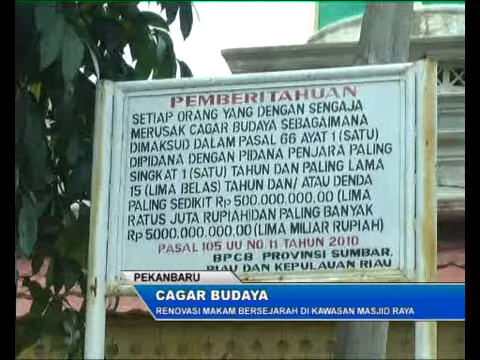 PEMBERITAHUAN
SETIAP ORANG YANG DENGAN SENGAJA
MERUSAK CAGAR BUDAYA SEBAGAIMANA
DIMAKSUD DALAM PASAL 66 AYAT 1 (SATU)
DIPIDANA DENGAN PIDANA PENJARA PALING
SINGKAT 1 (SATU) TAHUN DAN PALING LAMA
15 (LIMA BELAS) TAHUN DAN/ ATAU DENDA
PALING SEDIKIT Rp 500.000.000.00 (LIMA
RATUS JUTA RUPIAH)DAN PALING BANYAK
Rp 5000.000.000,00 (LIMA MILIAR RUPIAH)
PASAL 105 UU NO.11 TAHUN 2010
BPCB PROVINSI SUMBAR,
RIAU DAN KEPULAUAN RIAU
PEKANBARU
CAGAR BUDAYA
RENOVASI MAKAM BERSEJARAH DI KAWASAN MASJID RAYA